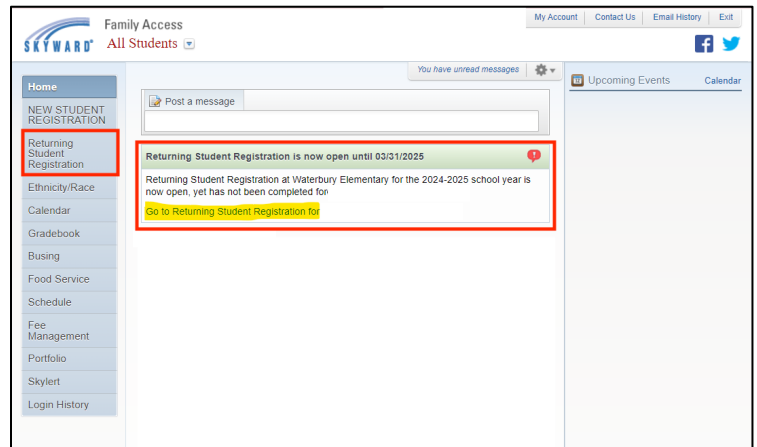 My Account Contact Us Email History Exit
SKYWARD Family Access
All Students
You have unread messages
Upcoming Events Calendar
Home
NEW STUDENT
REGISTRATION
Returning
Student
Registration
Ethnicity/Race
Calendar
Gradebook
Busing
Food Service
Schedule
Fee
Management
Portfolio
Skylert
Login History
Post a message
Returning Student Registration is now open until 03/31/2025
Returning Student Registration at Waterbury Elementary for the 2024-2025 school year is
now open, yet has not been completed for
Go to Returning Student Registration for